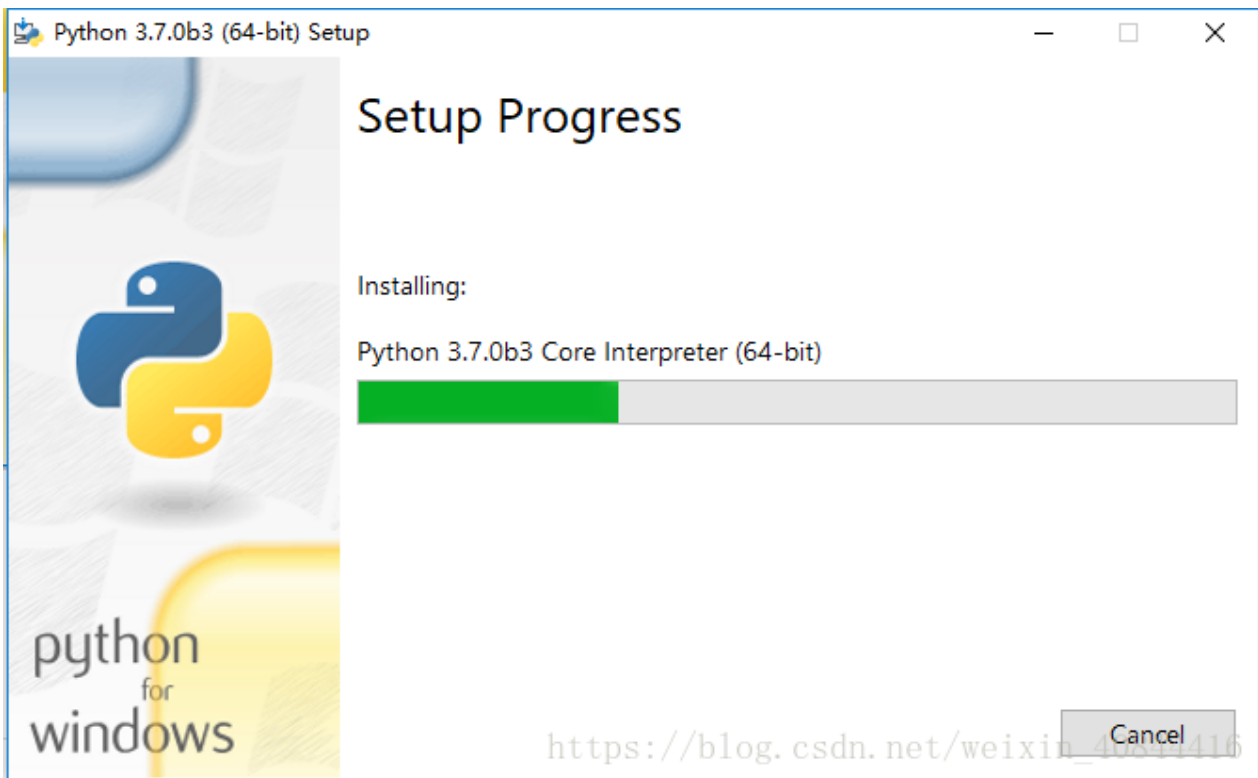 Python 3.7.0b3 (64-bit) Setup
Setup Progress
Installing:
Python 3.7.0b3 Core Interpreter (64-bit)
python
for
windows
Cancel
https://blog.csdn.net/weixin_40844416